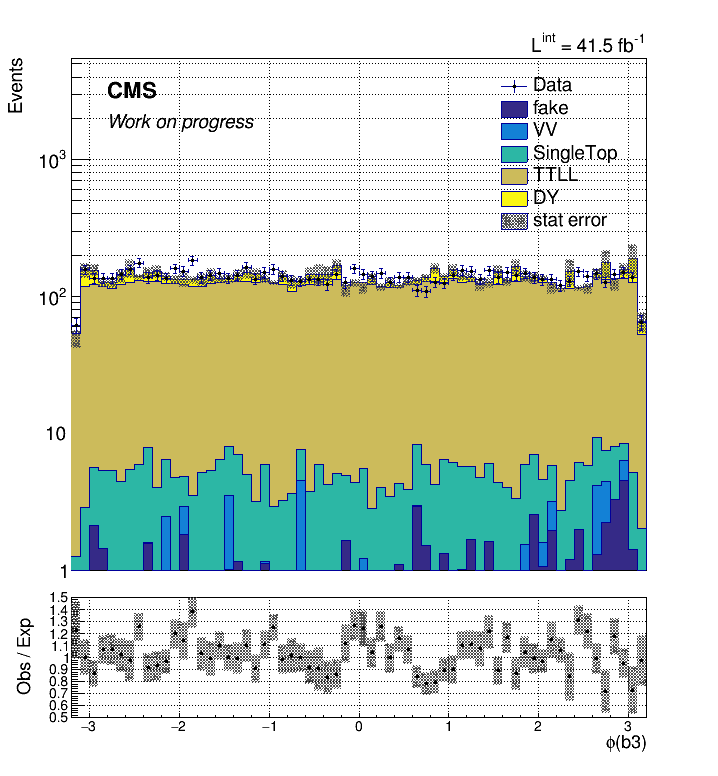 L^int = 41.5 fb^-1
Events
CMS
Work on progress
Data
fake
VV
SingleTop
TTLL
DY
stat error
10^3
10^2
10
1
Obs / Exp
1.5
1.4
1.3
1.2
1.1
1
0.9
0.8
0.7
0.6
0.5
−3 −2 −1 0 1 2 3
ϕ(b3)